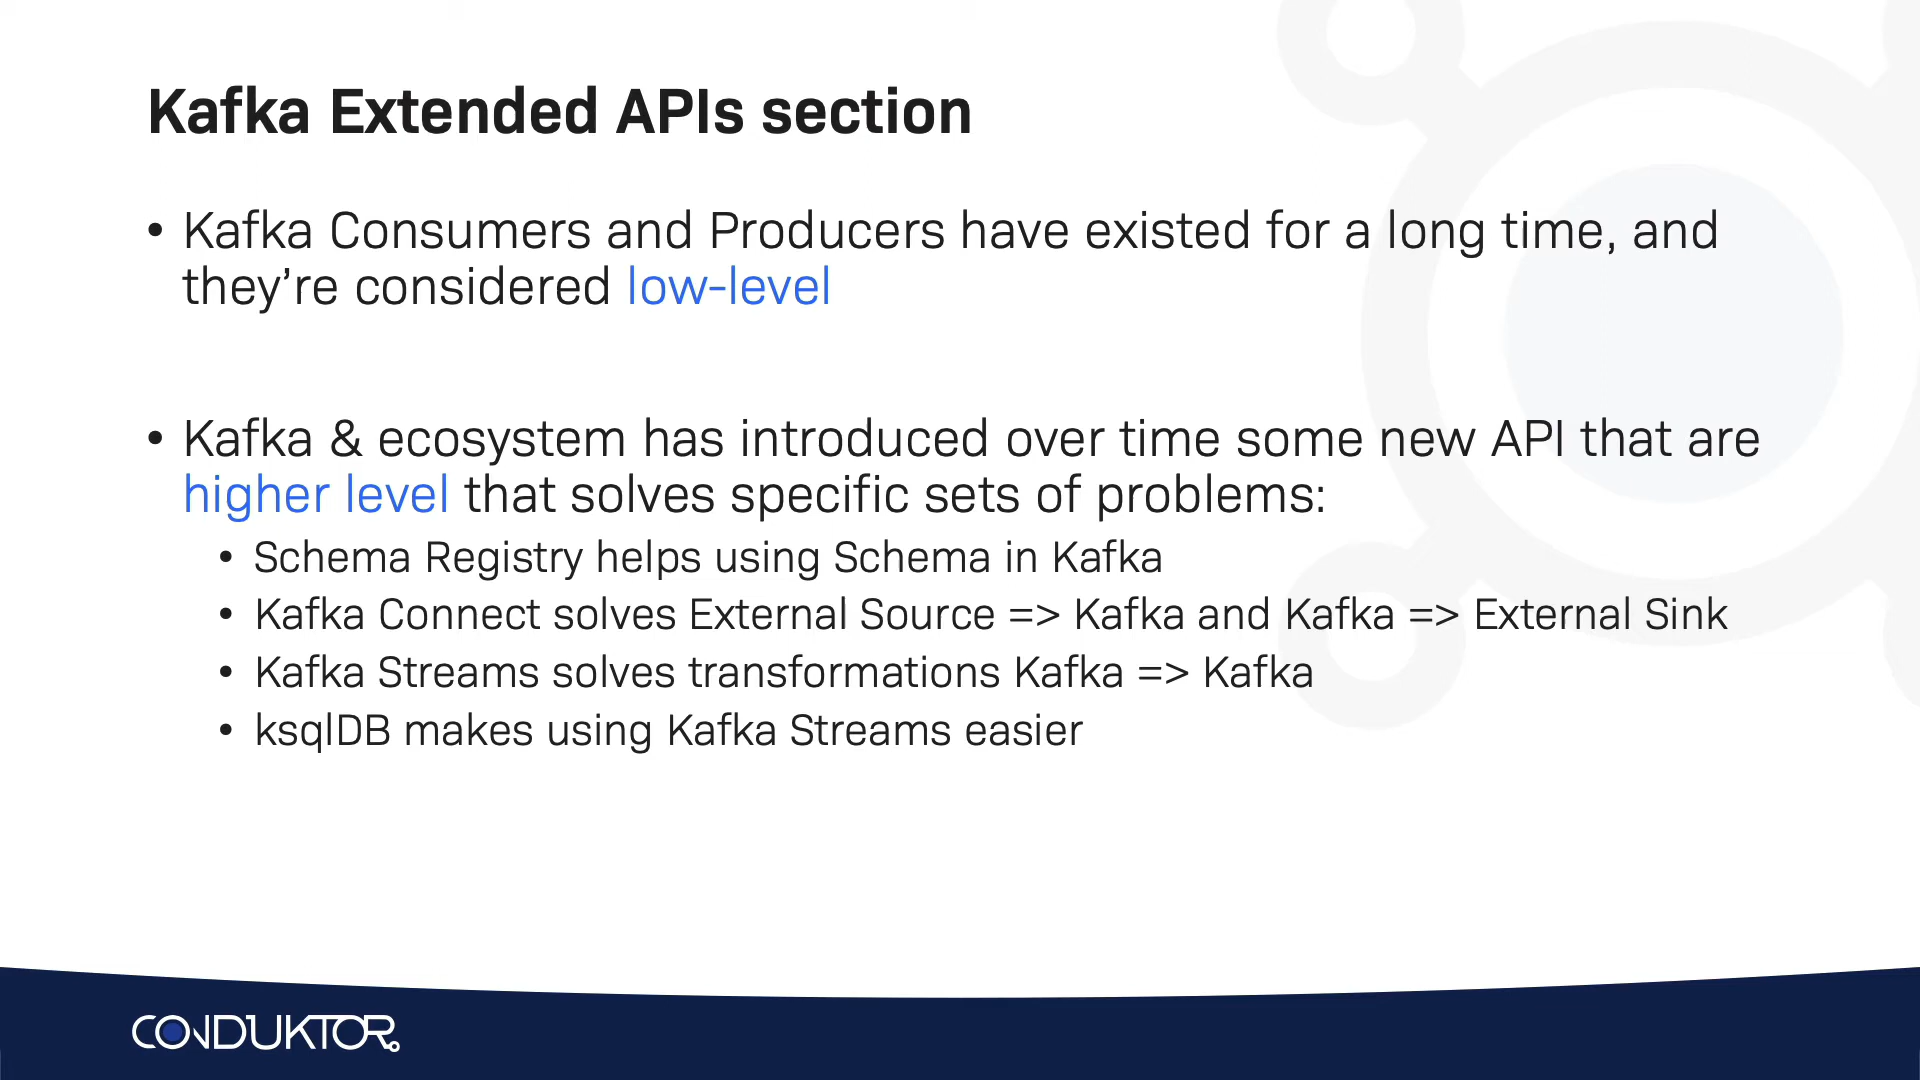 Kafka Extended APIs section
• Kafka Consumers and Producers have existed for a long time, and
they’re considered low-level
• Kafka & ecosystem has introduced over time some new API that are
higher level that solves specific sets of problems:
• Schema Registry helps using Schema in Kafka
• Kafka Connect solves External Source => Kafka and Kafka => External Sink
• Kafka Streams solves transformations Kafka => Kafka
• ksqlDB makes using Kafka Streams easier
CONDUKTOR